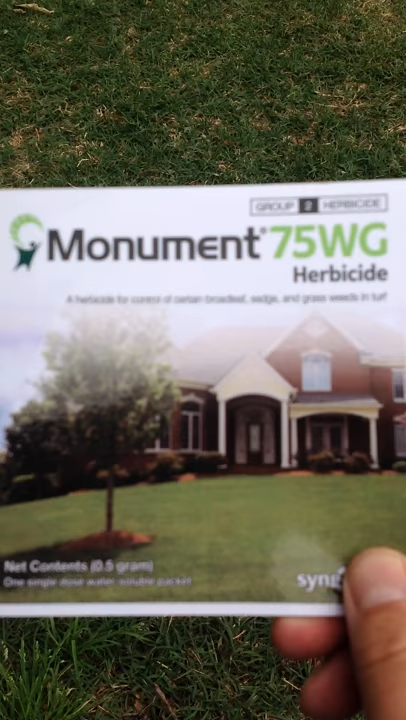 GROUP 2 HERBICIDE
Monument® 75WG
Herbicide
A herbicide for control of certain broadleaf, sedge, and grass weeds in turf
Net Contents (0.5 gram)
One single dose water soluble packet
syn